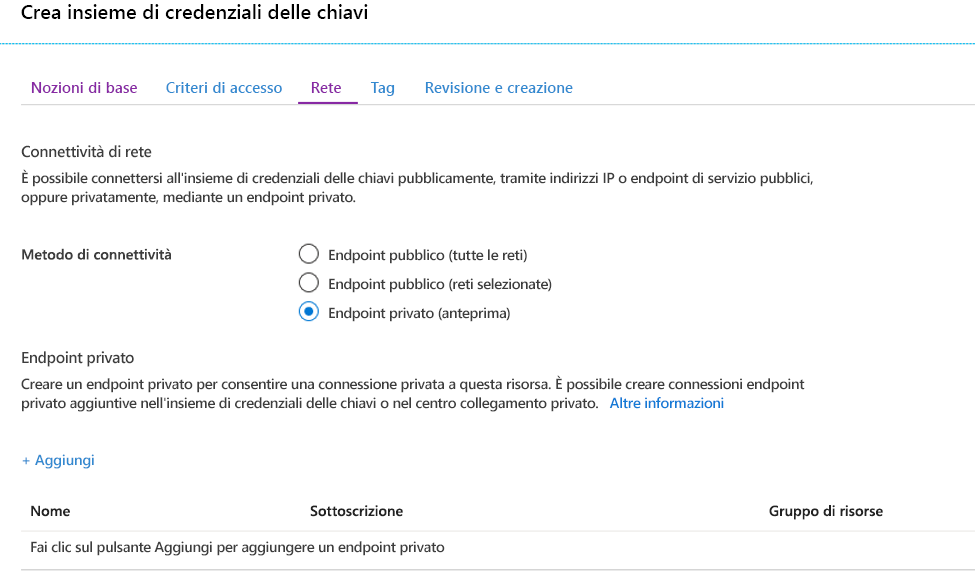 Crea insieme di credenziali delle chiavi
Nozioni di base Criteri di accesso Rete Tag Revisione e creazione
Connettività di rete
È possibile connettersi all'insieme di credenziali delle chiavi pubblicamente, tramite indirizzi IP o endpoint di servizio pubblici,
oppure privatamente, mediante un endpoint privato.
Metodo di connettività
Endpoint pubblico (tutte le reti)
Endpoint pubblico (reti selezionate)
Endpoint privato (anteprima)
Endpoint privato
Creare un endpoint privato per consentire una connessione privata a questa risorsa. È possibile creare connessioni endpoint
privato aggiuntive nell'insieme di credenziali delle chiavi o nel centro collegamento privato. Altre informazioni
+ Aggiungi
Nome Sottoscrizione Gruppo di risorse
Fai clic sul pulsante Aggiungi per aggiungere un endpoint privato